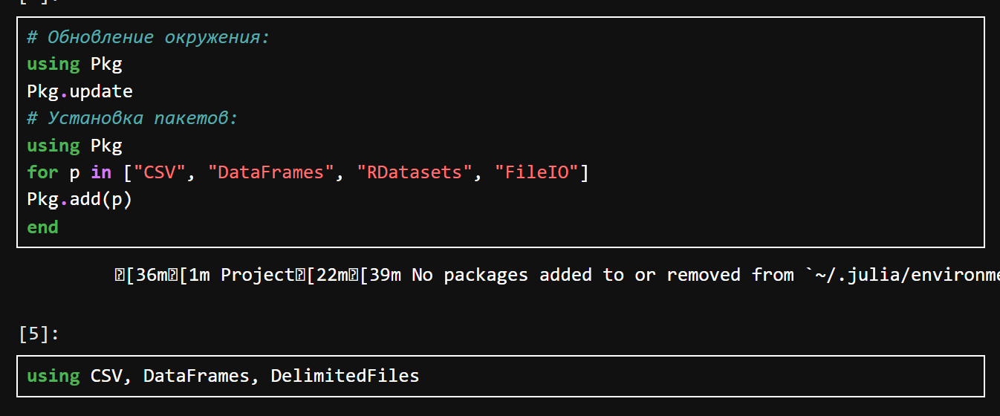 # Обновление окружения:
using Pkg
Pkg.update
# Установка пакетов:
using Pkg
for p in ["CSV", "DataFrames", "RDatasets", "FileIO"]
Pkg.add(p)
end
[36m[1m Project[22m[39m No packages added to or removed from `~/.julia/environme
[5]:
using CSV, DataFrames, DelimitedFiles